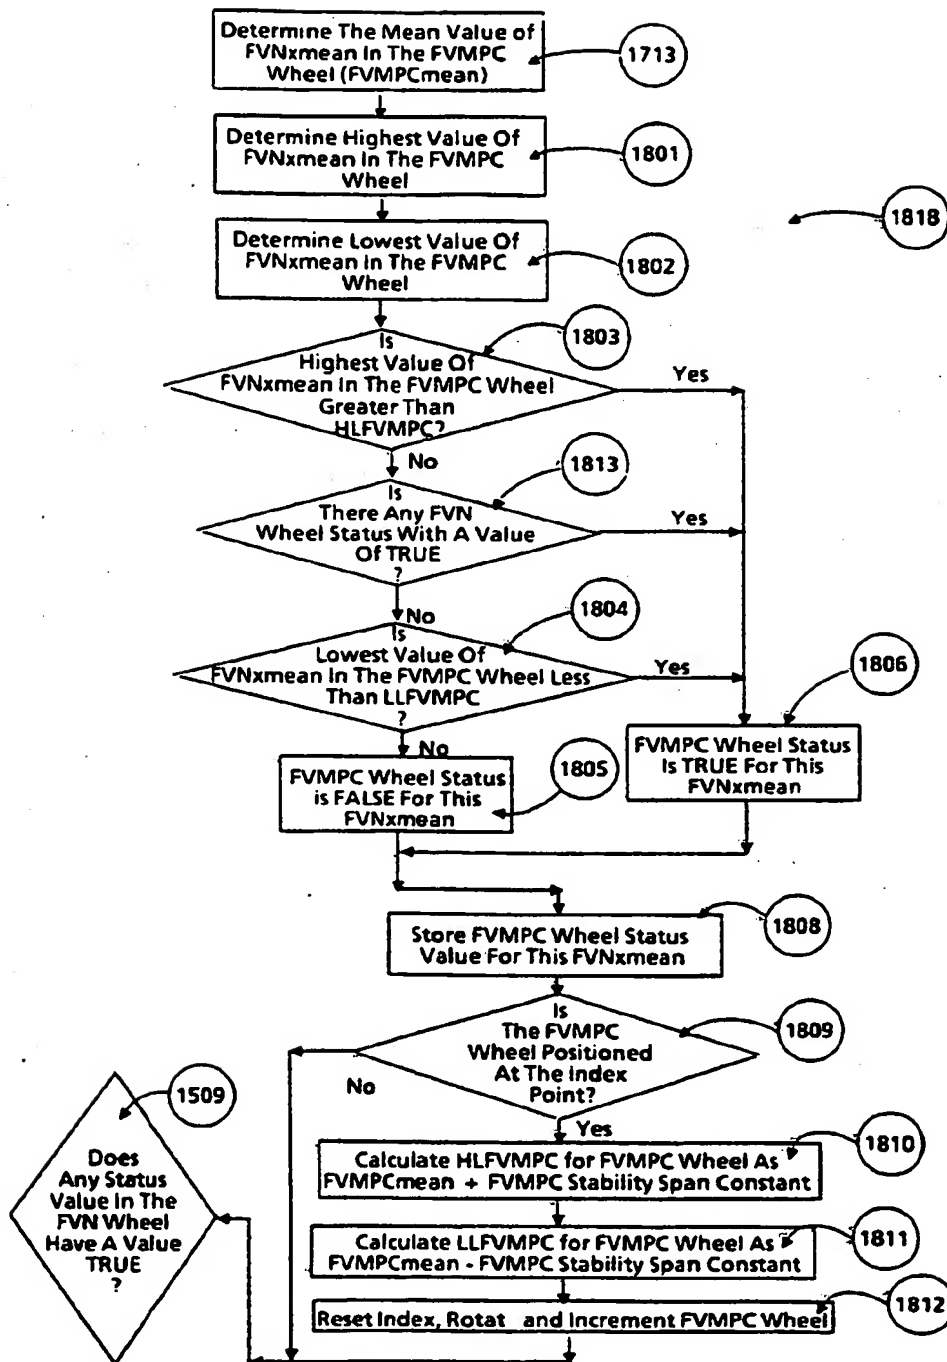 Determine The Mean Value of
FVNxmean In The FVMPC
Wheel (FVMPCmean)
1713
Determine Highest Value Of
FVNxmean In The FVMPC
Wheel
1801
1818
Determine Lowest Value Of
FVNxmean In The FVMPC
Wheel
1802
Is
Highest Value Of
FVNxmean In The FVMPC Wheel
Greater Than
HLFVMPC?
1803
Yes
No
Is
There Any FVN
Wheel Status With A Value
Of TRUE
?
1813
Yes
No
Is
Lowest Value Of
FVNxmean In The FVMPC Wheel Less
Than LLFVMPC
?
1804
Yes
No
1806
FVMPC Wheel Status
Is TRUE For This
FVNxmean
FVMPC Wheel Status
is FALSE For This
FVNxmean
1805
Store FVMPC Wheel Status
Value For This FVNxmean
1808
Is
The FVMPC
Wheel Positioned
At The Index
Point?
1809
No
Yes
1509
Does
Any Status
Value In The
FVN Wheel
Have A Value
TRUE
?
Calculate HLFVMPC for FVMPC Wheel As
FVMPCmean + FVMPC Stability Span Constant
1810
Calculate LLFVMPC for FVMPC Wheel As
FVMPCmean - FVMPC Stability Span Constant
1811
Reset Index, Rotat and Increment FVMPC Wheel
1812